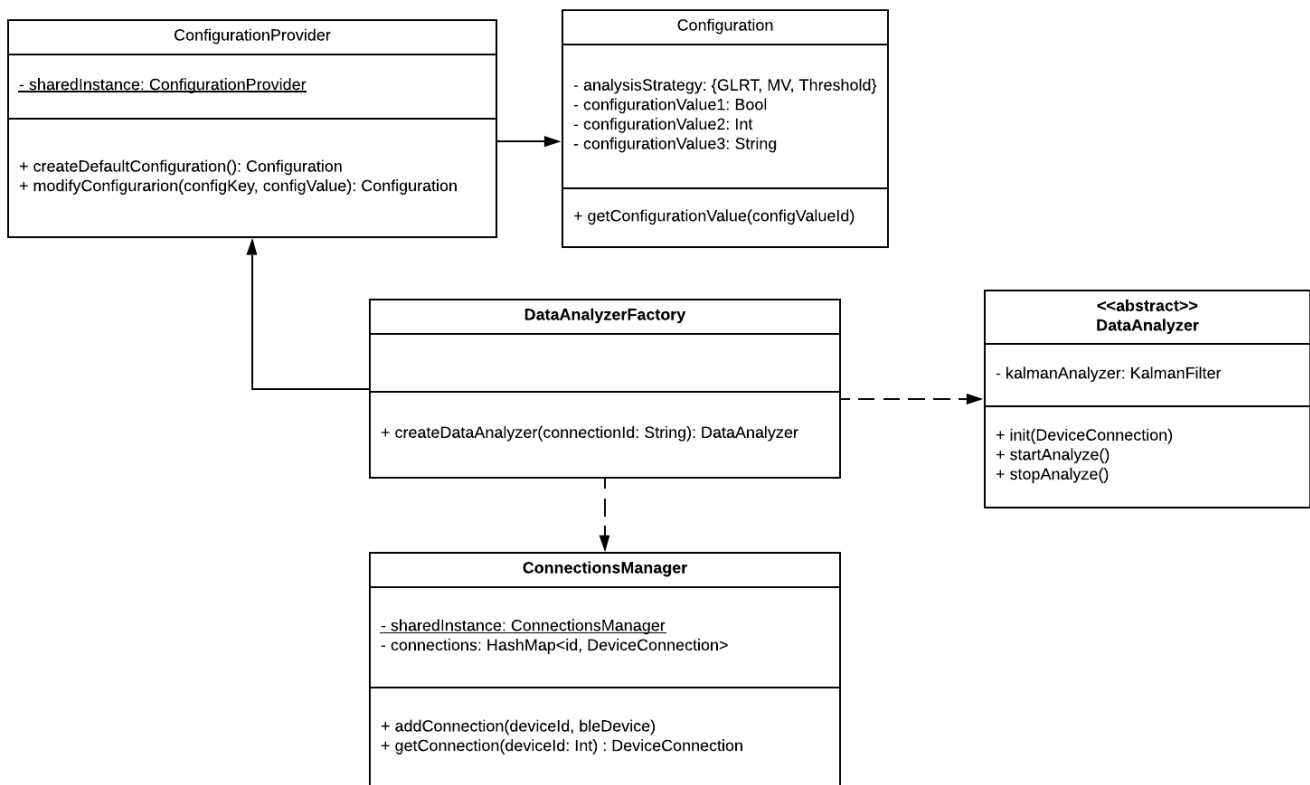 ConfigurationProvider
- sharedInstance: ConfigurationProvider
+ createDefaultConfiguration(): Configuration
+ modifyConfigurarion(configKey, configValue): Configuration
Configuration
- analysisStrategy: {GLRT, MV, Threshold}
- configurationValue1: Bool
- configurationValue2: Int
- configurationValue3: String
+ getConfigurationValue(configValueId)
DataAnalyzerFactory
+ createDataAnalyzer(connectionId: String): DataAnalyzer
<<abstract>>
DataAnalyzer
- kalmanAnalyzer: KalmanFilter
+ init(DeviceConnection)
+ startAnalyze()
+ stopAnalyze()
ConnectionsManager
- sharedInstance: ConnectionsManager
- connections: HashMap<id, DeviceConnection>
+ addConnection(deviceId, bleDevice)
+ getConnection(deviceId: Int) : DeviceConnection